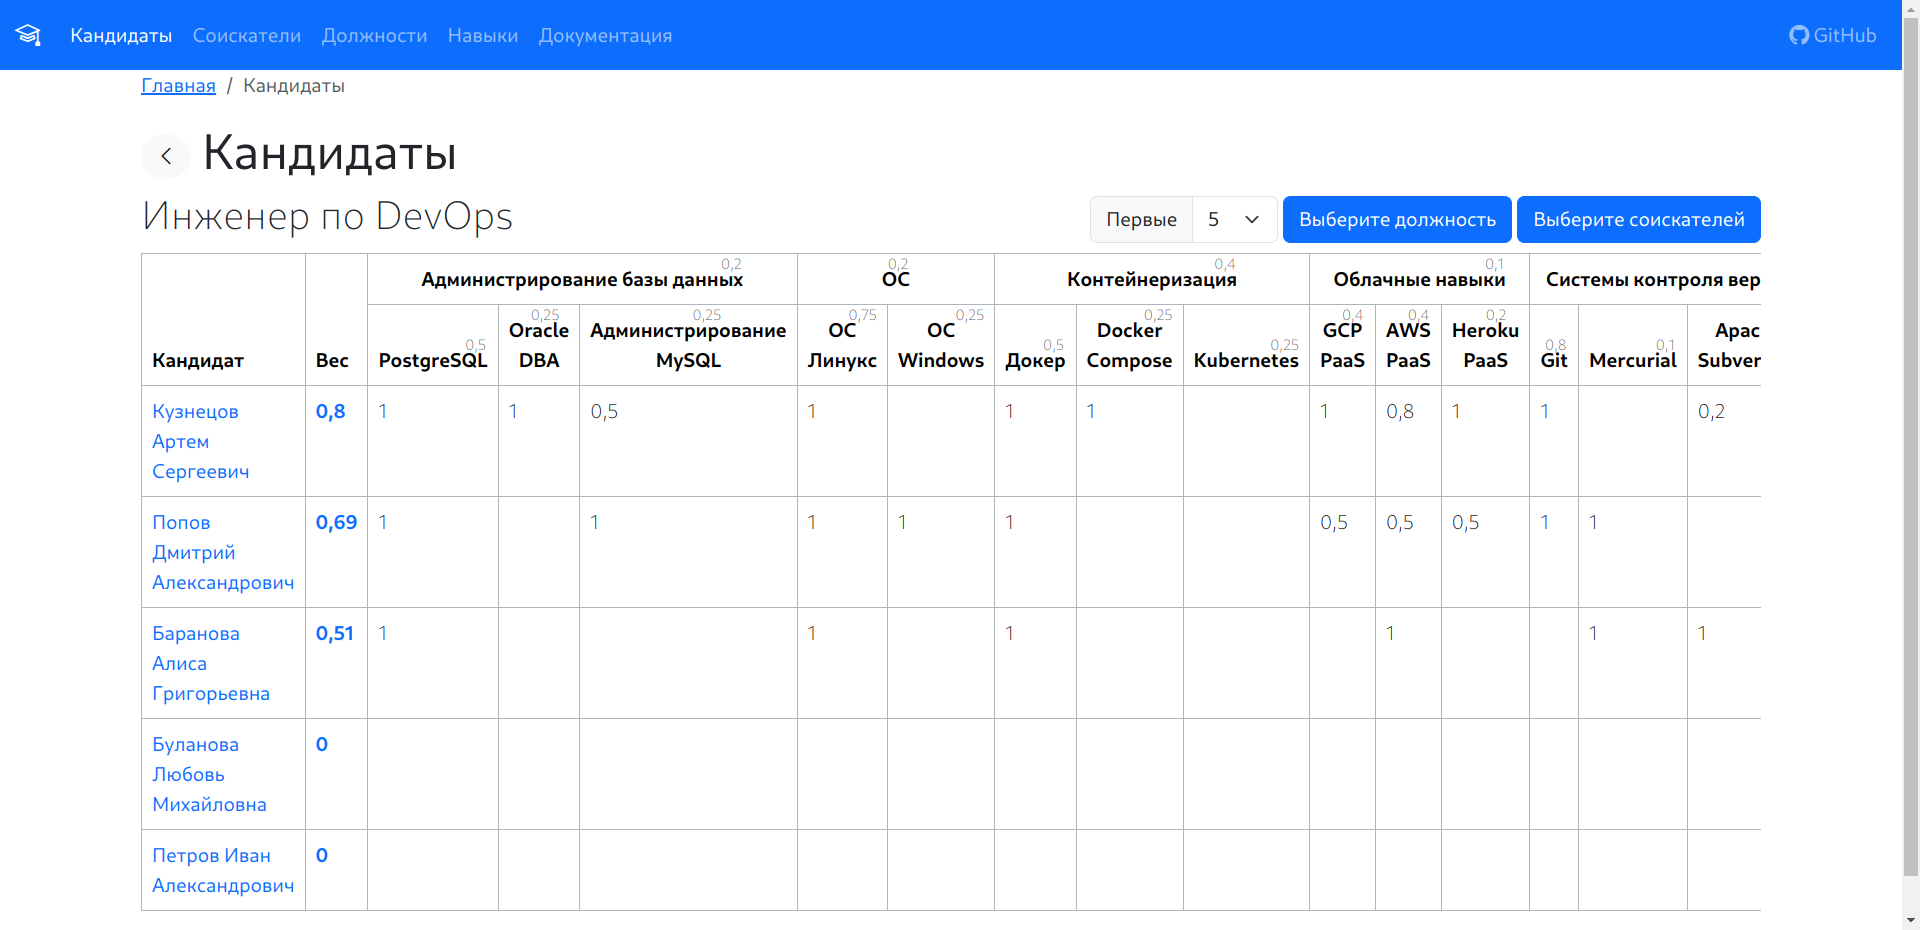 Кандидаты Соискатели Должности Навыки Документация GitHub
Главная / Кандидаты
Кандидаты
Инженер по DevOps Первые 5 Выберите должность Выберите соискателей
0,2 0,2 0,4 0,1
Администрирование базы данных ОС Контейнеризация Облачные навыки Системы контроля вер
0,25 0,25 0,75 0,25 0,25 0,4 0,4 0,2
Oracle Администрирование ОС ОС Docker GCP AWS Heroku Apac
0,5 0,5 0,25 0,8 0,1
Кандидат Вес PostgreSQL DBA MySQL Линукс Windows Докер Compose Kubernetes PaaS PaaS PaaS Git Mercurial Subver
Кузнецов 0,8 1 1 0,5 1 1 1 1 0,8 1 1 0,2
Артем
Сергеевич
Попов 0,69 1 1 1 1 1 0,5 0,5 0,5 1 1
Дмитрий
Александрович
Баранова 0,51 1 1 1 1 1 1
Алиса
Григорьевна
Буланова 0
Любовь
Михайловна
Петров Иван 0
Александрович